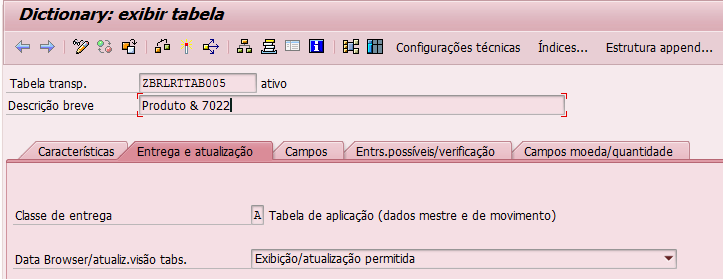 Dictionary: exibir tabela
Configurações técnicas Índices... Estrutura append...
Tabela transp. ZBRLRTTAB005 ativo
Descrição breve Produto & 7022
Características Entrega e atualização Campos Entrs.possíveis/verificação Campos moeda/quantidade
Classe de entrega A Tabela de aplicação (dados mestre e de movimento)
Data Browser/atualiz.visão tabs. Exibição/atualização permitida